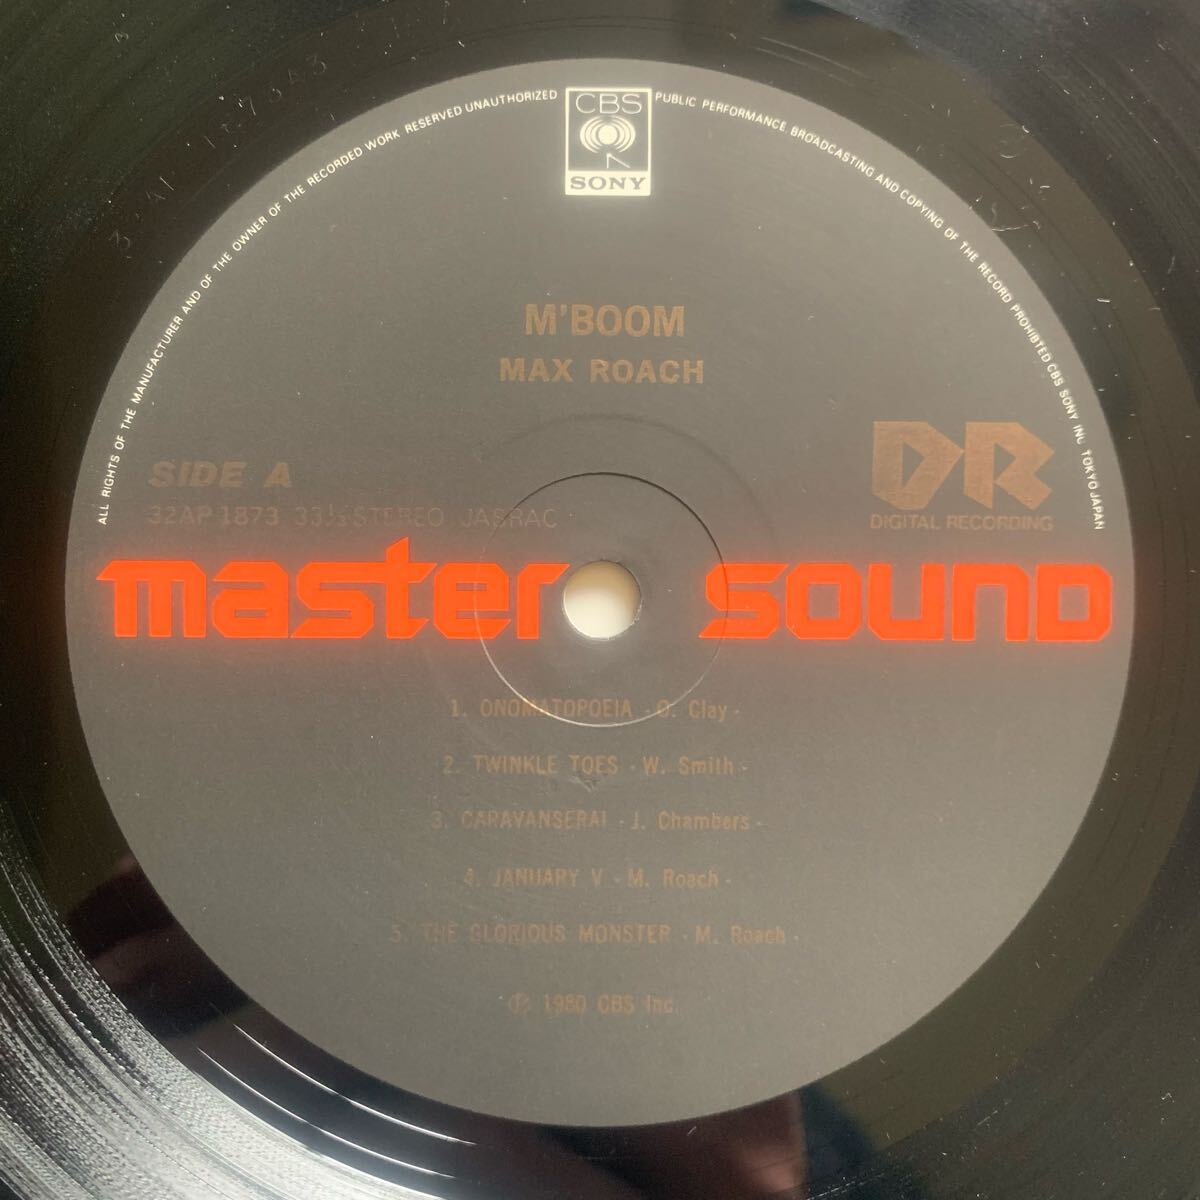 ALL RIGHTS OF THE MANUFACTURER AND OF THE OWNER OF THE RECORDED WORK RESERVED UNAUTHORIZED PUBLIC PERFORMANCE BROADCASTING AND COPYING OF THE RECORD PROHIBITED CBS SONY INC TOKYO JAPAN
CBS
SONY
M'BOOM
MAX ROACH
DR
DIGITAL RECORDING
SIDE A
32AP 1873 33⅓ STEREO JASRAC
master sound
1. ONOMATOPOEIA - O. Clay -
2. TWINKLE TOES - W. Smith -
3. CARAVANSERAI - J. Chambers -
4. JANUARY V - M. Roach -
5. THE GLORIOUS MONSTER - M. Roach -
Ⓟ 1980 CBS Inc.